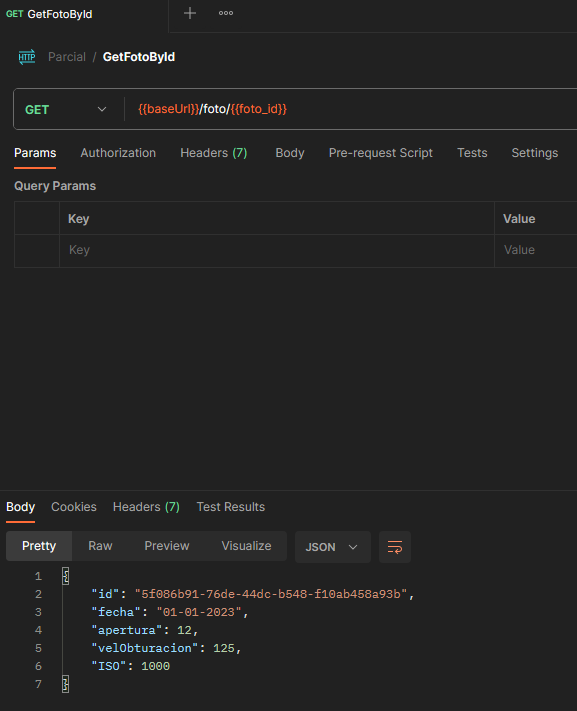 GET GetFotoById
HTTP Parcial / GetFotoById
GET {{baseUrl}}/foto/{{foto_id}}
Params Authorization Headers (7) Body Pre-request Script Tests Settings
Query Params
Key Value
Key Value
Body Cookies Headers (7) Test Results
Pretty Raw Preview Visualize JSON
1 {
2 "id": "5f086b91-76de-44dc-b548-f10ab458a93b",
3 "fecha": "01-01-2023",
4 "apertura": 12,
5 "velObturacion": 125,
6 "ISO": 1000
7 }